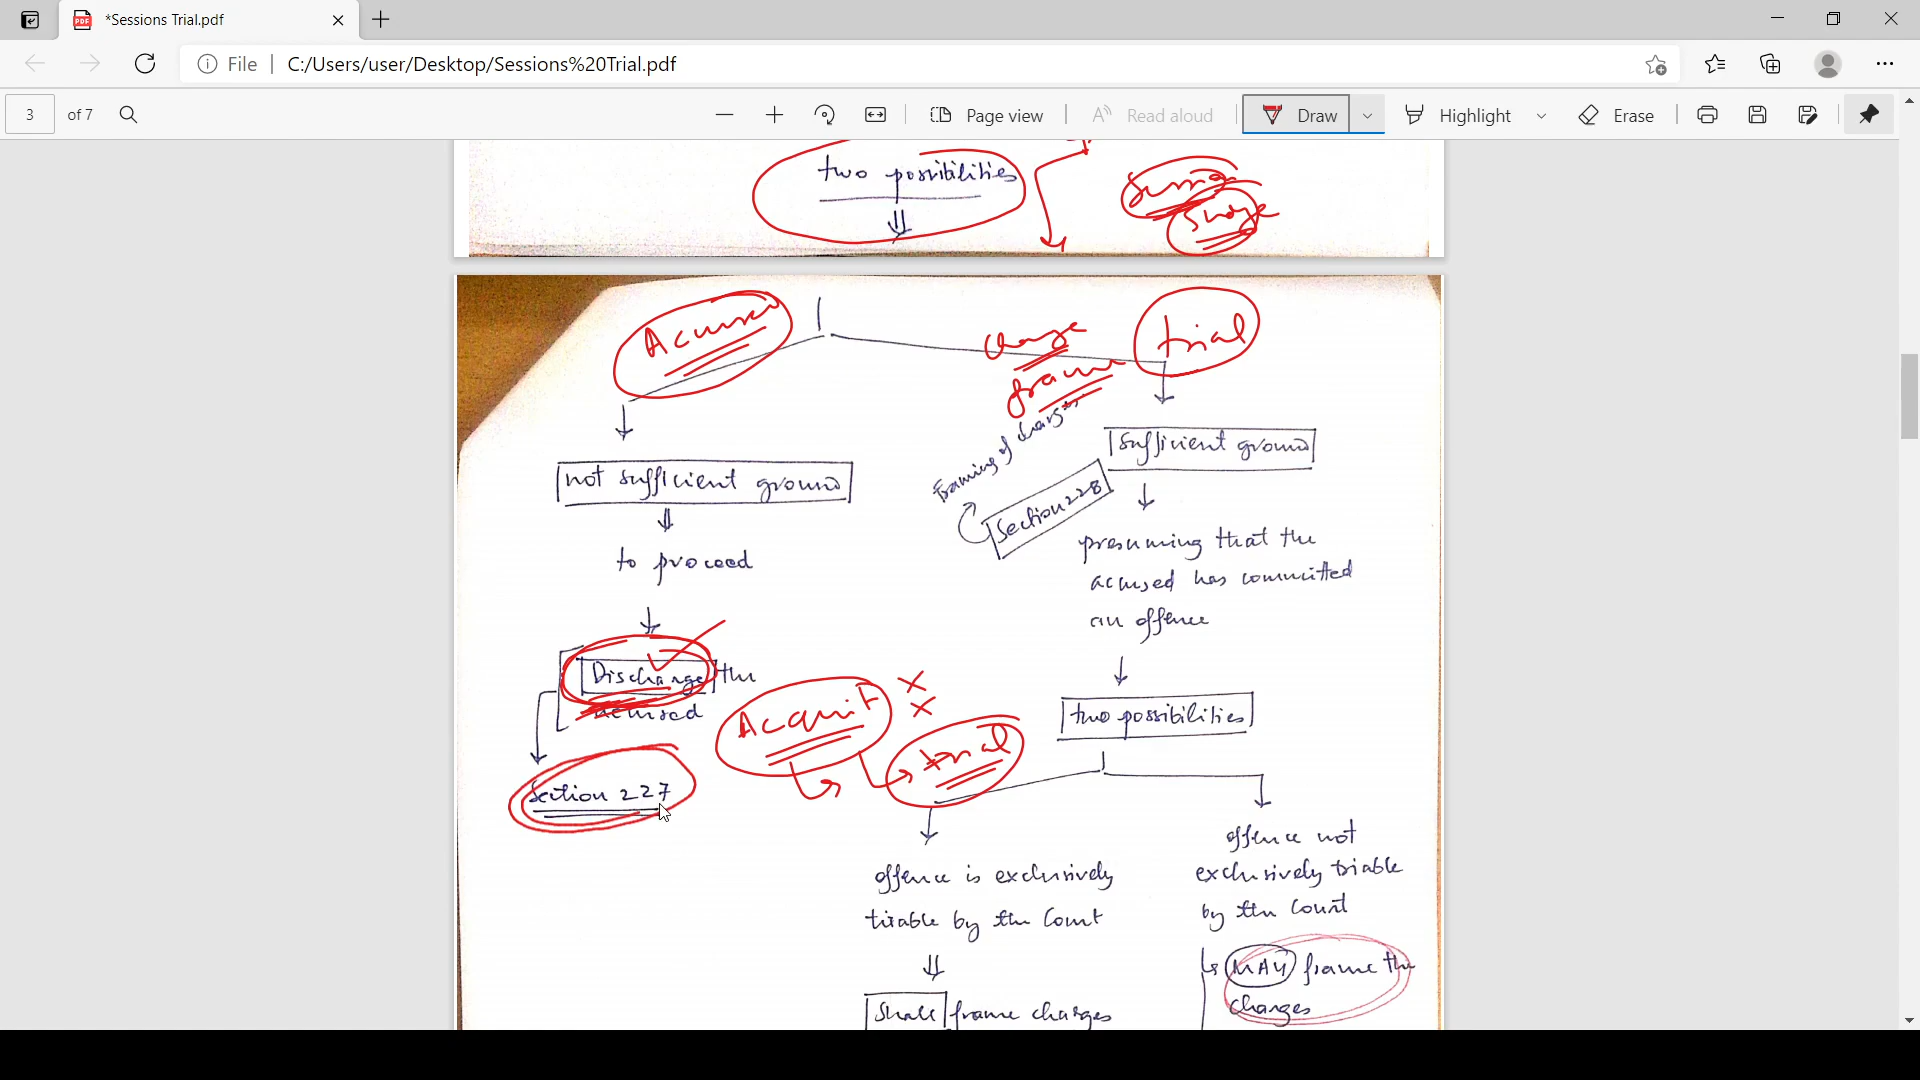 *Sessions Trial.pdf
File
C:/Users/user/Desktop/Sessions%20Trial.pdf
3 of 7
Page view
Read aloud
Draw
Highlight
Erase
two possibilities
Session
Stage
Accused
Charge
frame
trial
Framing of charges
Section 228
sufficient ground
not sufficient ground
to proceed
presuming that the
accused has committed
an offence
Discharge the
accused
Acquit
trial
two possibilities
Section 227
offence is exclusively
triable by the Court
Shall frame charges
offence not
exclusively triable
by the Court
MAY frame the
charges